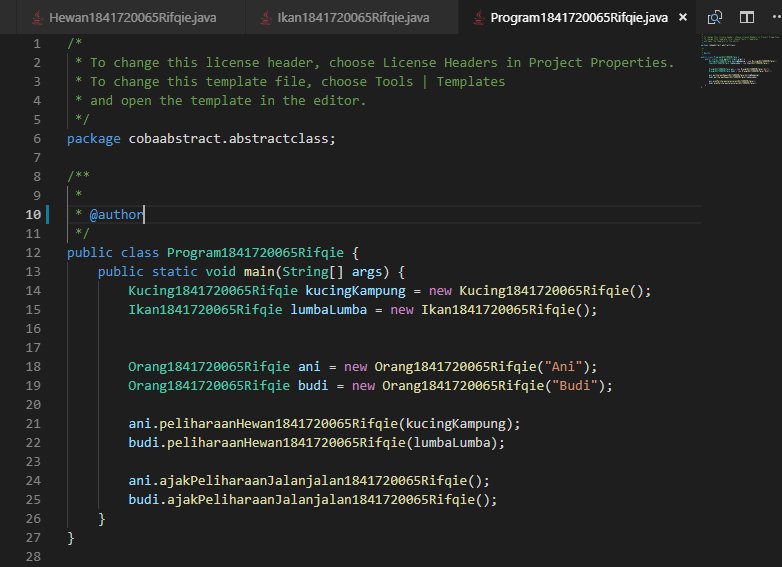 Hewan1841720065Rifqie.java Ikan1841720065Rifqie.java Program1841720065Rifqie.java ×
1 /*
2 * To change this license header, choose License Headers in Project Properties.
3 * To change this template file, choose Tools | Templates
4 * and open the template in the editor.
5 */
6 package cobaabstract.abstractclass;
7
8 /**
9 *
10 * @author
11 */
12 public class Program1841720065Rifqie {
13 public static void main(String[] args) {
14 Kucing1841720065Rifqie kucingKampung = new Kucing1841720065Rifqie();
15 Ikan1841720065Rifqie lumbaLumba = new Ikan1841720065Rifqie();
16
17
18 Orang1841720065Rifqie ani = new Orang1841720065Rifqie("Ani");
19 Orang1841720065Rifqie budi = new Orang1841720065Rifqie("Budi");
20
21 ani.peliharaanHewan1841720065Rifqie(kucingKampung);
22 budi.peliharaanHewan1841720065Rifqie(lumbaLumba);
23
24 ani.ajakPeliharaanJalanjalan1841720065Rifqie();
25 budi.ajakPeliharaanJalanjalan1841720065Rifqie();
26 }
27 }
28